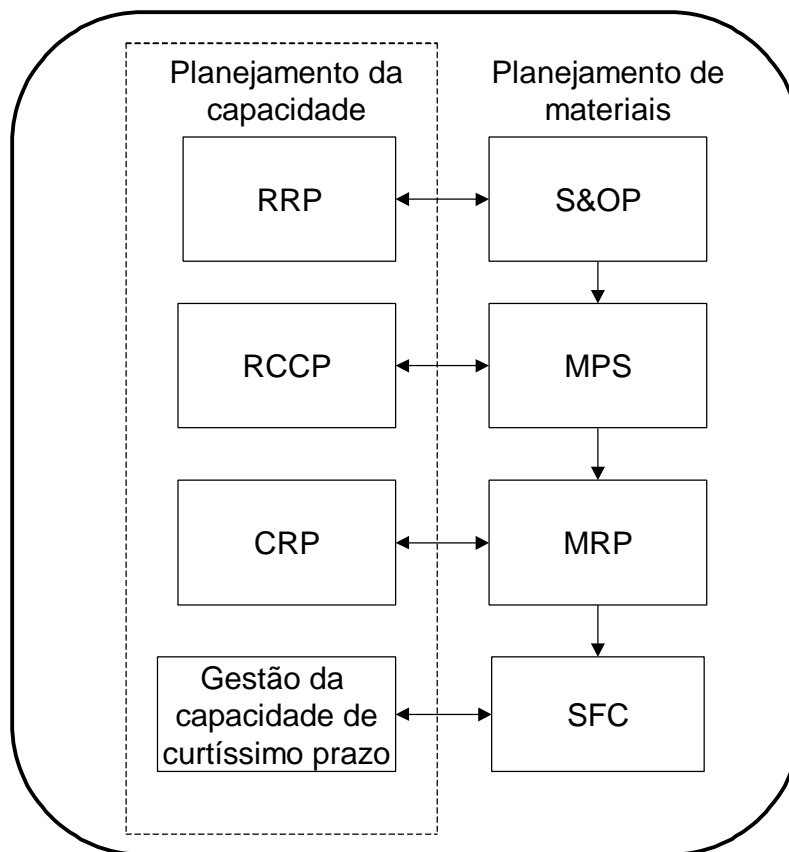 Planejamento da
capacidade
Planejamento de
materiais
RRP
S&OP
RCCP
MPS
CRP
MRP
Gestão da
capacidade de
curtíssimo prazo
SFC